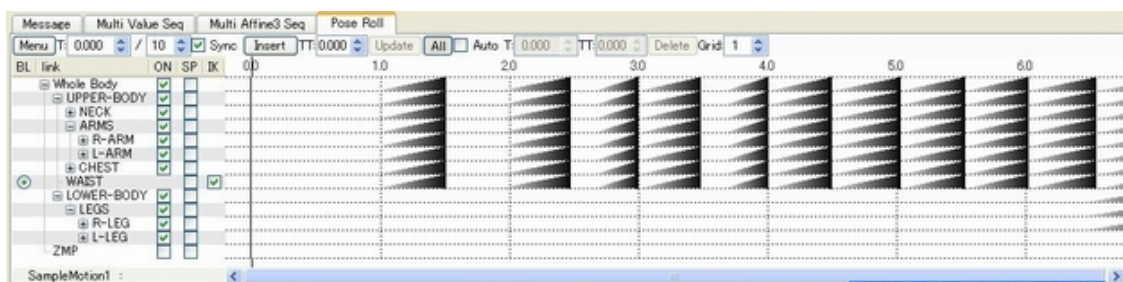 Message Multi Value Seq Multi Affine3 Seq Pose Roll
Menu T: 0.000 / 10 Sync Insert TT: 0.000 Update All Auto T: 0.000 TT: 0.000 Delete Grid: 1
BL link ON SP IK 0.0 1.0 2.0 3.0 4.0 5.0 6.0
Whole Body
UPPER-BODY
NECK
ARMS
R-ARM
L-ARM
CHEST
WAIST
LOWER-BODY
LEGS
R-LEG
L-LEG
ZMP
SampleMotion1 :